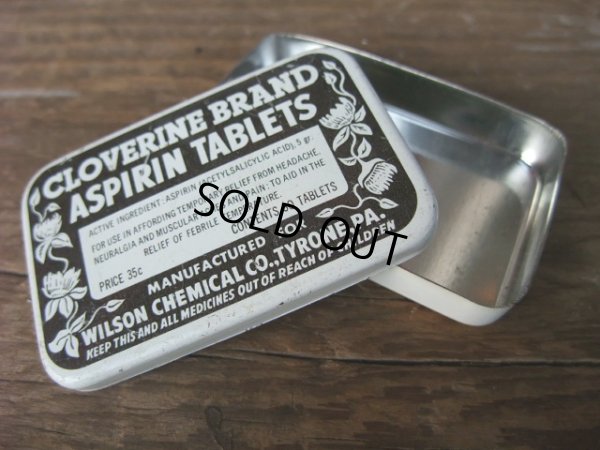 CLOVERINE BRAND
ASPIRIN TABLETS
ACTIVE INGREDIENT: ASPIRIN (ACETYLSALICYLIC ACID), 5 gr.
FOR USE IN AFFORDING RELIEF FROM HEADACHE,
NEURALGIA AND MUSCULAR AND PAIN: TO AID IN THE
RELIEF OF FEBRILE
PRICE 35c CONTENTS TABLETS
MANUFACTURED FOR
WILSON CHEMICAL CO., TYRONE, PA.
KEEP THIS AND ALL MEDICINES OUT OF REACH OF CHILDREN
SOLD OUT